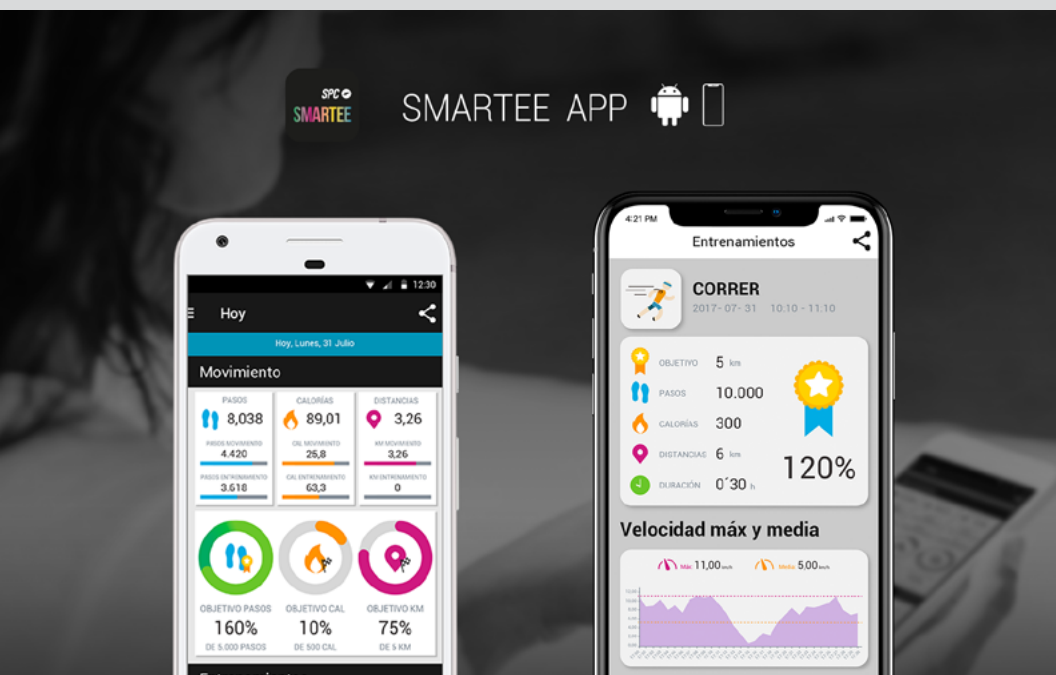 SPC
SMARTEE
SMARTEE APP
12:30
Hoy
Hoy, Lunes, 31 Julio
Movimiento
PASOS CALORÍAS DISTANCIAS
8,038 89,01 3,26
PASOS MOVIMIENTO CAL MOVIMIENTO KM MOVIMIENTO
4.420 25,8 3,26
PASOS ENTRENAMIENTO CAL ENTRENAMIENTO KM ENTRENAMIENTO
3.618 63,3 0
OBJETIVO PASOS OBJETIVO CAL OBJETIVO KM
160% 10% 75%
DE 5.000 PASOS DE 500 CAL DE 5 KM
4:21 PM
Entrenamientos
CORRER
2017- 07- 31 10:10 - 11:10
OBJETIVO 5 km
PASOS 10.000
CALORÍAS 300
DISTANCIAS 6 km
DURACIÓN 0´30 h
120%
Velocidad máx y media
Máx. 11,00 km/h Media 5,00 km/h